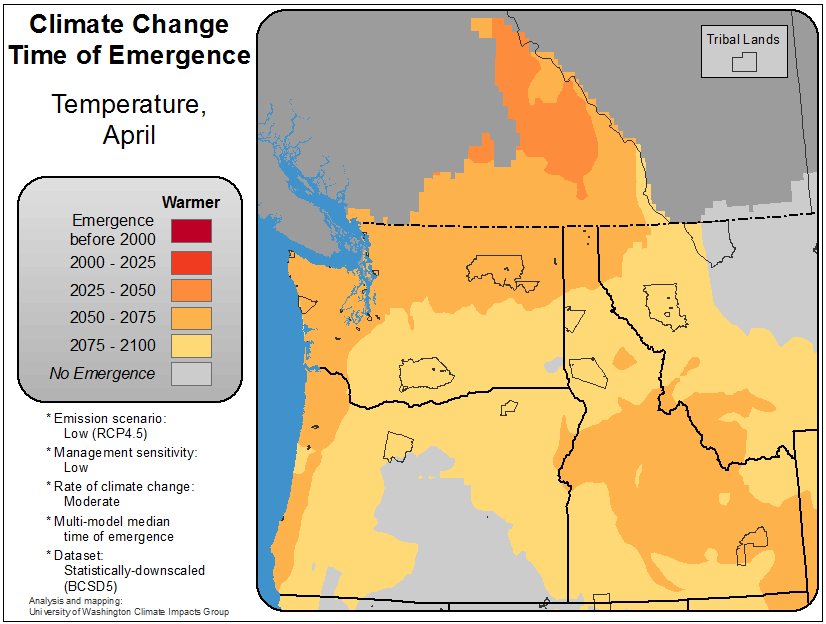 Climate Change
Time of Emergence
Temperature,
April
Warmer
Emergence
before 2000
2000 - 2025
2025 - 2050
2050 - 2075
2075 - 2100
No Emergence
* Emission scenario:
Low (RCP4.5)
* Management sensitivity:
Low
* Rate of climate change:
Moderate
* Multi-model median
time of emergence
* Dataset:
Statistically-downscaled
(BCSD5)
Analysis and mapping:
University of Washington Climate Impacts Group
Tribal Lands